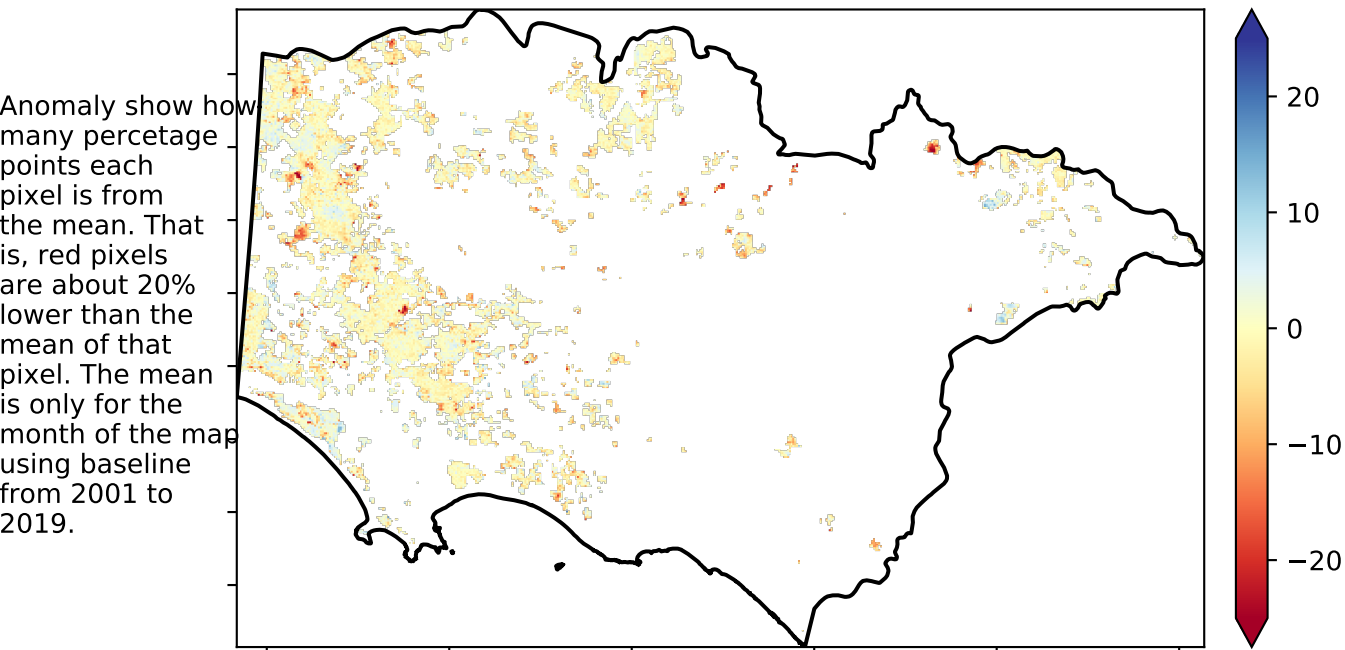 Anomaly show how
many percetage
points each
pixel is from
the mean. That
is, red pixels
are about 20%
lower than the
mean of that
pixel. The mean
is only for the
month of the map
using baseline
from 2001 to
2019.
20
10
0
−10
−20